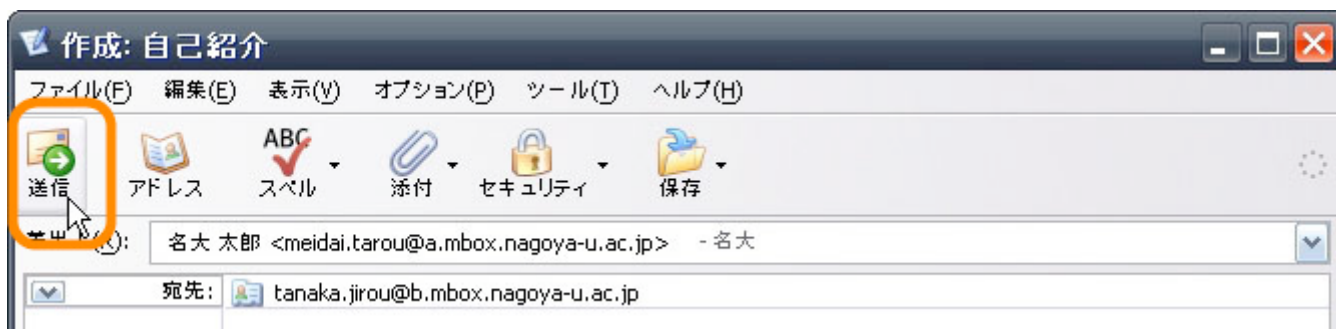 作成: 自己紹介
ファイル(F) 編集(E) 表示(V) オプション(P) ツール(T) ヘルプ(H)
ABC
送信 アドレス スペル 添付 セキュリティ 保存
(R): 名大 太郎 <meidai.tarou@a.mbox.nagoya-u.ac.jp> - 名大
宛先: tanaka.jirou@b.mbox.nagoya-u.ac.jp